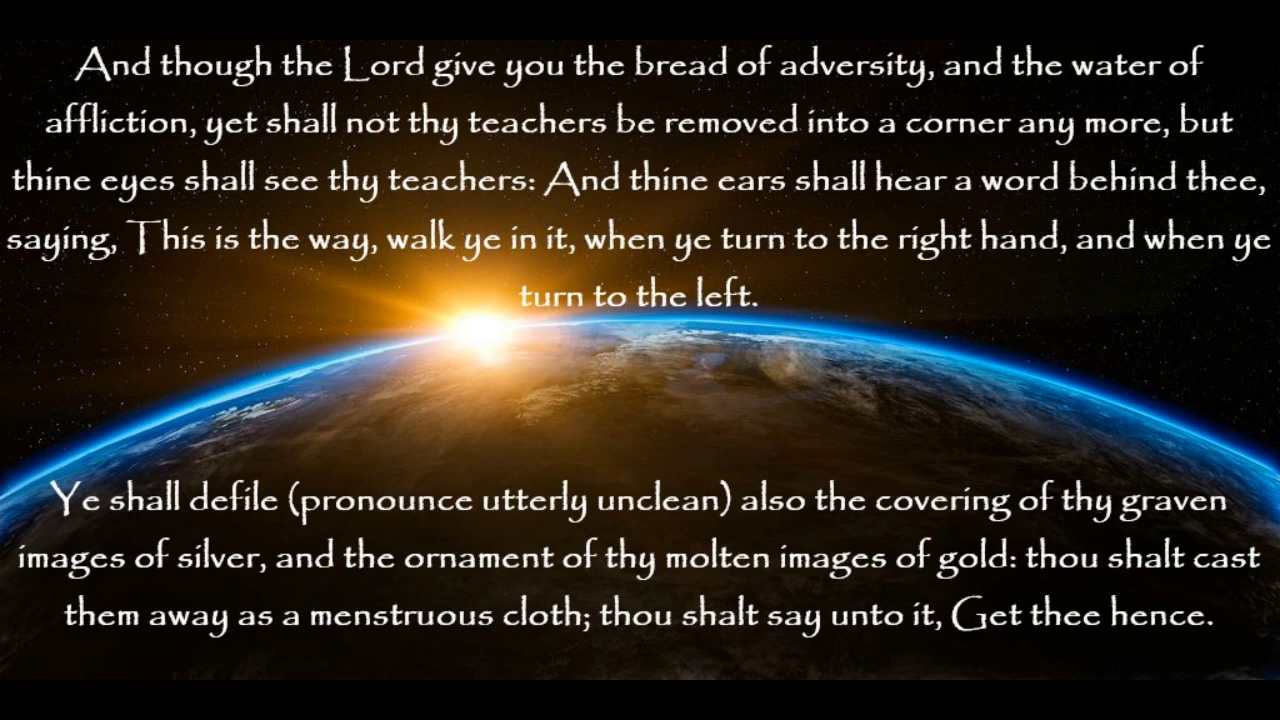 And though the Lord give you the bread of adversity, and the water of
affliction, yet shall not thy teachers be removed into a corner any more, but
thine eyes shall see thy teachers: And thine ears shall hear a word behind thee,
saying, This is the way, walk ye in it, when ye turn to the right hand, and when ye
turn to the left.
Ye shall defile (pronounce utterly unclean) also the covering of thy graven
images of silver, and the ornament of thy molten images of gold: thou shalt cast
them away as a menstruous cloth; thou shalt say unto it, Get thee hence.